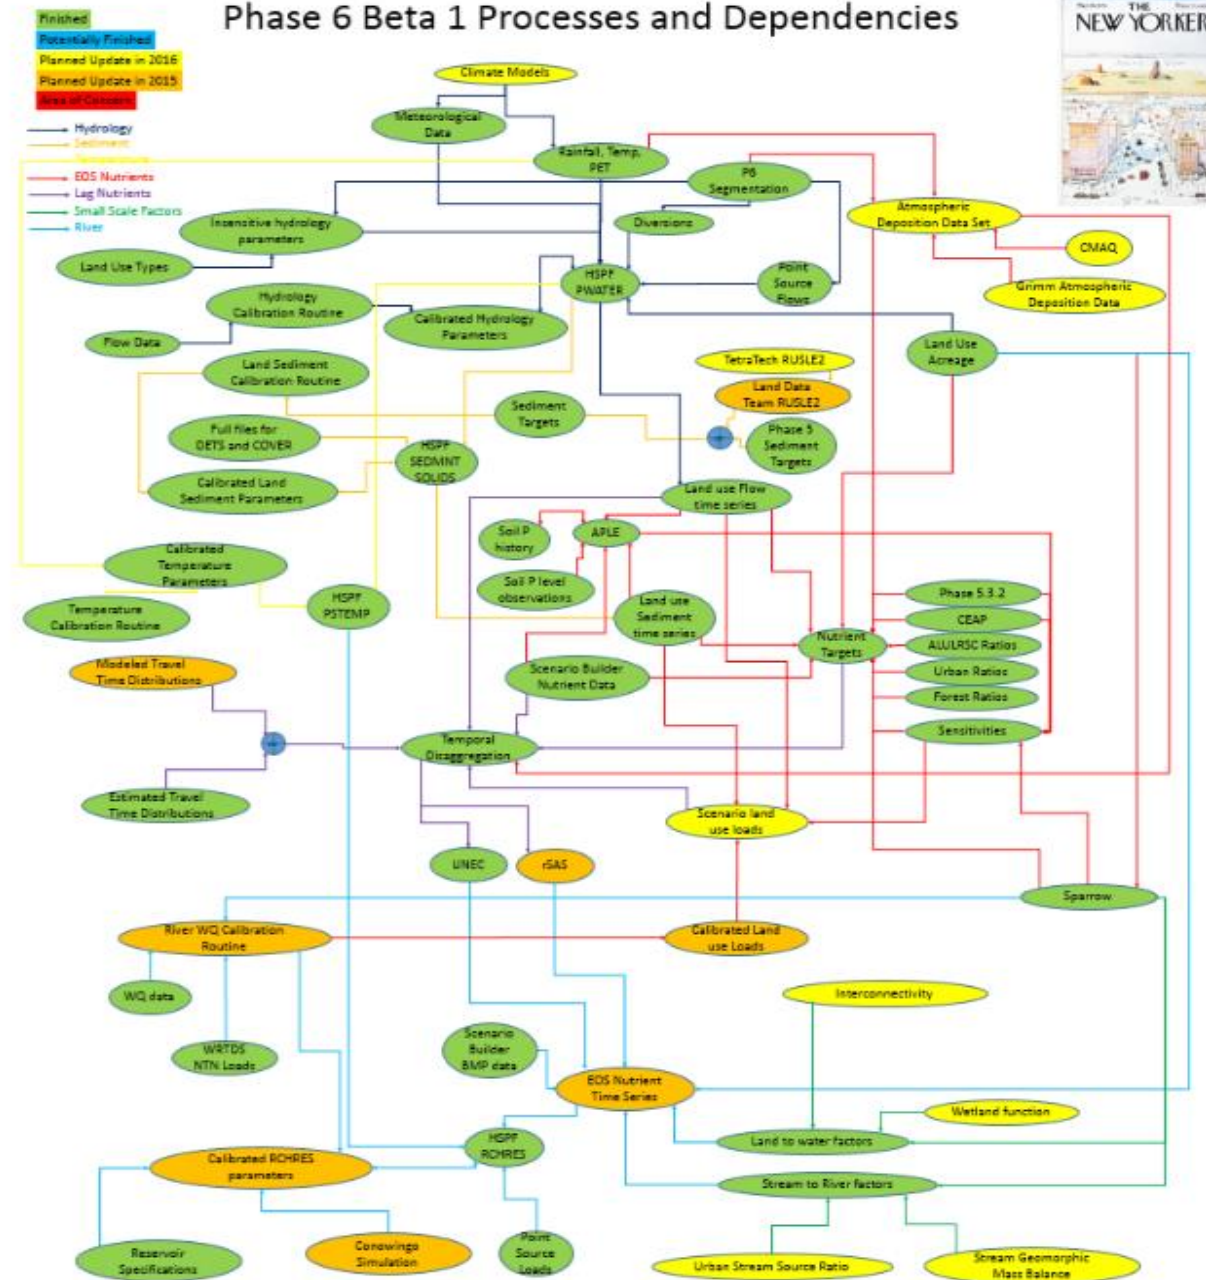 Phase 6 Beta 1 Processes and Dependencies
THE
NEW YORKER
Finished
Potentially Finished
Planned Update in 2016
Planned Update in 2015
Area of Concern
Hydrology
Sediment
Temperature
EOS Nutrients
Lag Nutrients
Small Scale Factors
River
Climate Models
Meteorological
Data
Rainfall, Temp,
PET
P6
Segmentation
Atmospheric
Deposition Data Set
Insensitive hydrology
parameters
Diversions
CMAQ
Land Use Types
HSPF
PWATER
Point
Source
Flows
Grimm Atmospheric
Deposition Data
Hydrology
Calibration Routine
Calibrated Hydrology
Parameters
Flow Data
Land Use
Acreage
Land Sediment
Calibration Routine
TetraTech RUSLE2
Land Data
Team RUSLE2
Sediment
Targets
Full files for
DETS and COVER
Phase 5
Sediment
Targets
HSPF
SEDMNT
SOLIDS
Calibrated Land
Sediment Parameters
Land use Flow
time series
Soil P
history
APLE
Calibrated
Temperature
Parameters
Soil P level
observations
HSPF
PSTEMP
Land use
Sediment
time series
Phase 5.3.2
CEAP
Temperature
Calibration Routine
Nutrient
Targets
ALULRSC Ratios
Urban Ratios
Forest Ratios
Sensitivities
Modeled Travel
Time Distributions
Scenario Builder
Nutrient Data
Temporal
Disaggregation
Estimated Travel
Time Distributions
Scenario land
use loads
UNEC
rSAS
Sparrow
River WQ Calibration
Routine
Calibrated Land
use Loads
WQ data
Interconnectivity
WRTDS
NTN Loads
Scenario
Builder
BMP data
EOS Nutrient
Time Series
Wetland function
HSPF
RCHRES
Land to water factors
Calibrated RCHRES
parameters
Stream to River factors
Reservoir
Specifications
Conowingo
Simulation
Point
Source
Loads
Urban Stream Source Ratio
Stream Geomorphic
Mass Balance